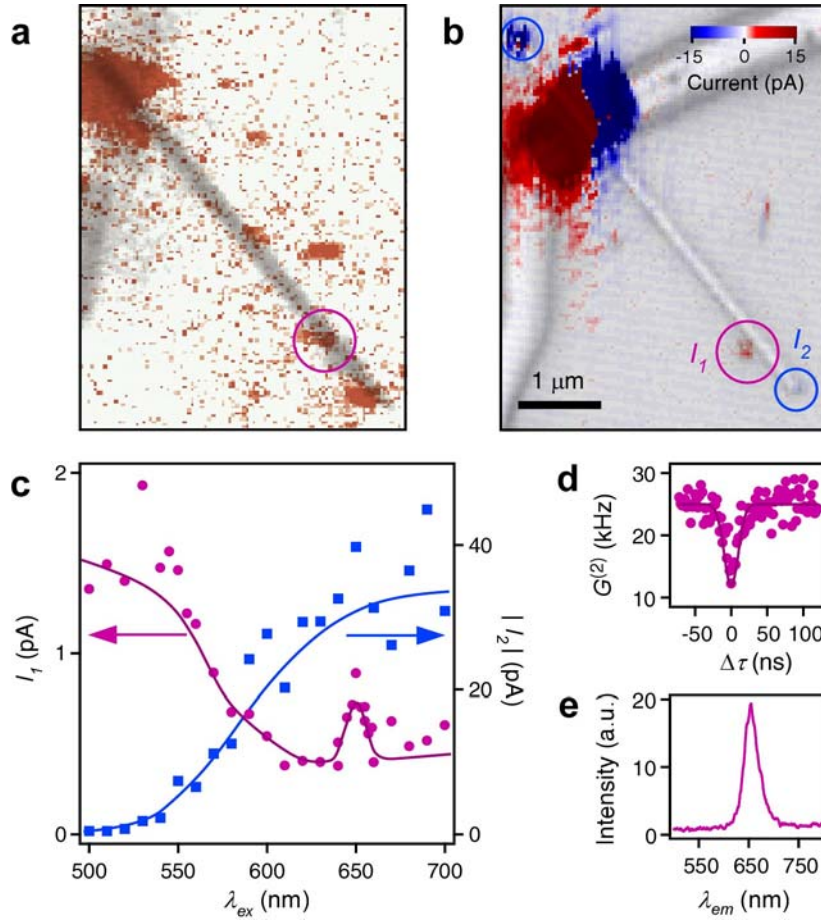 a
b
-15 0 15
Current (pA)
I1
I2
1 μm
c
2
1
0
I1 (pA)
40
20
0
| I2 | (pA)
500 550 600 650 700
λex (nm)
d
30
20
10
G(2) (kHz)
-50 0 50 100
Δτ (ns)
e
20
10
0
Intensity (a.u.)
550 650 750
λem (nm)